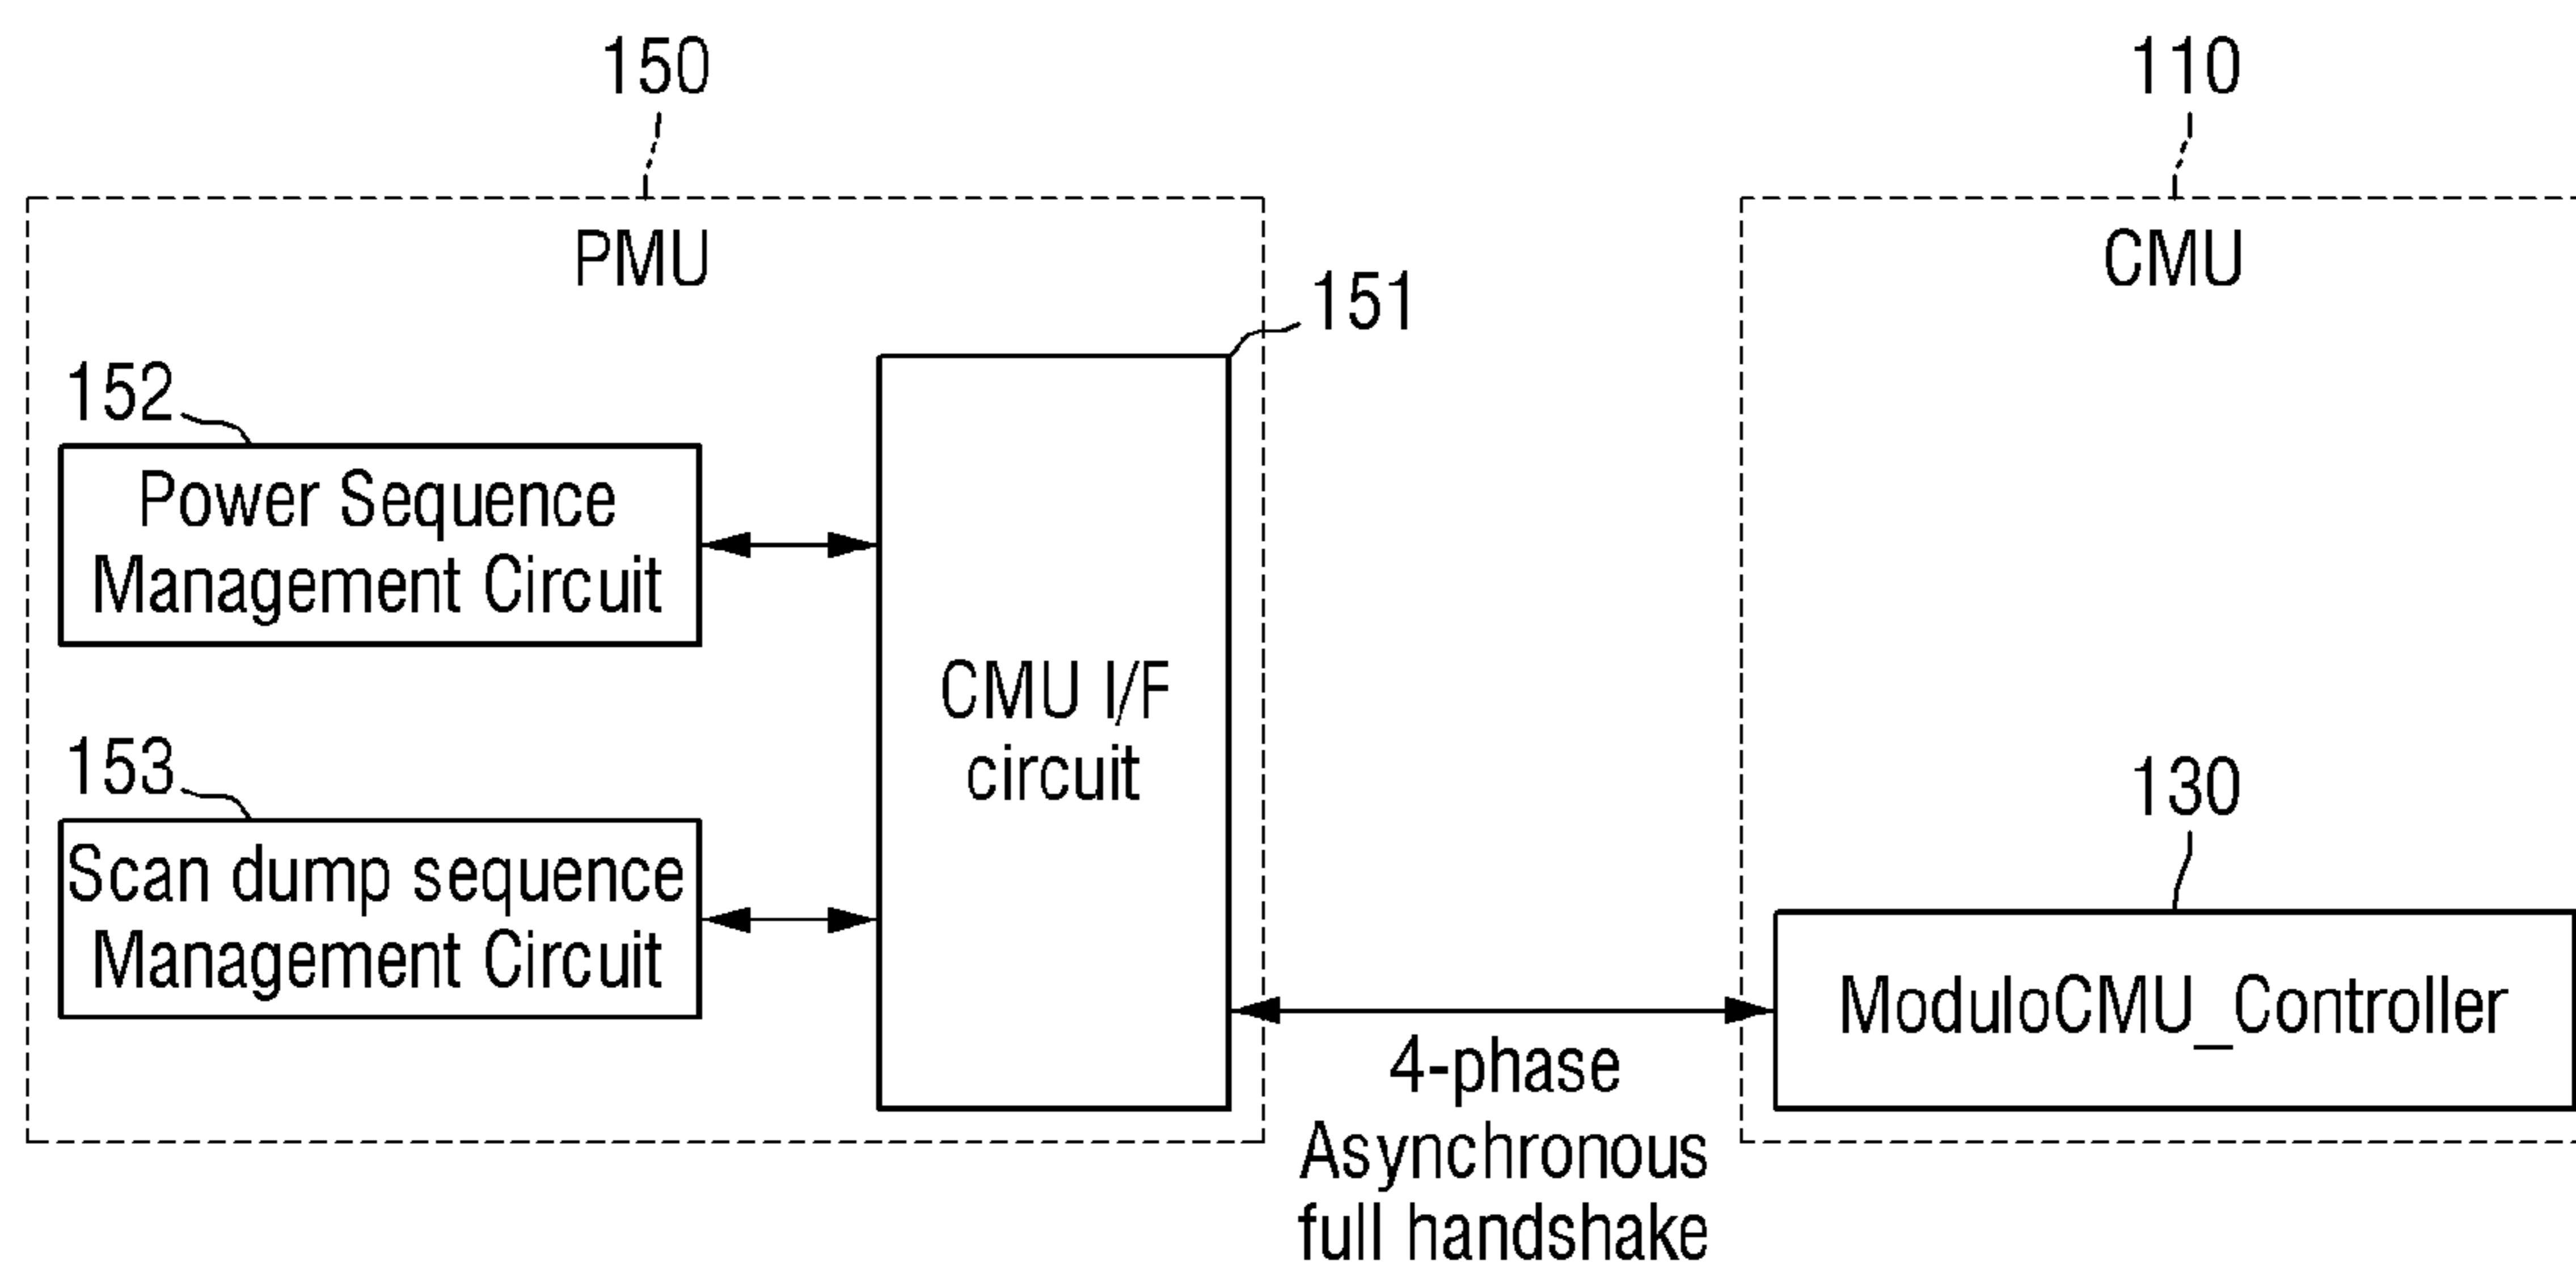 150
110
PMU
CMU
151
152
Power Sequence
Management Circuit
CMU I/F
circuit
153
Scan dump sequence
Management Circuit
130
ModuloCMU_Controller
4-phase
Asynchronous
full handshake